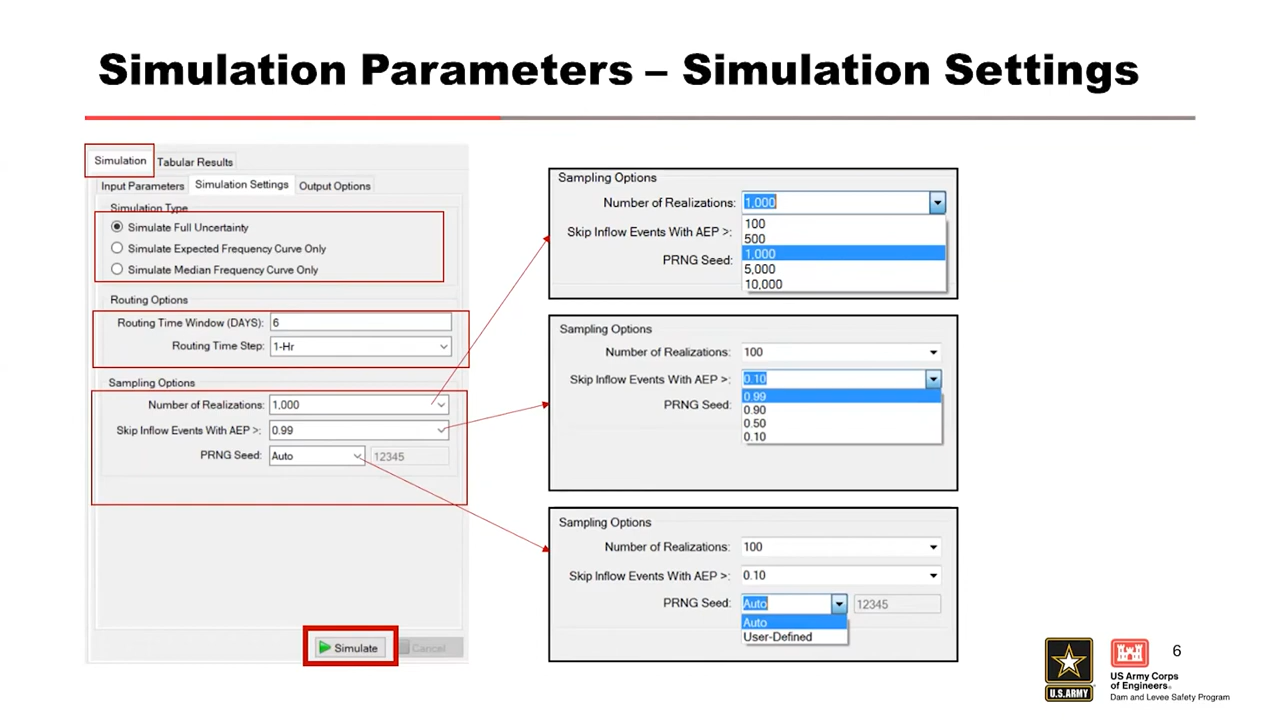 Simulation Parameters – Simulation Settings
Simulation Tabular Results
Input Parameters Simulation Settings Output Options
Simulation Type
Simulate Full Uncertainty
Simulate Expected Frequency Curve Only
Simulate Median Frequency Curve Only
Routing Options
Routing Time Window (DAYS): 6
Routing Time Step: 1-Hr
Sampling Options
Number of Realizations: 1,000
Skip Inflow Events With AEP >: 0.99
PRNG Seed: Auto 12345
Simulate Cancel
Sampling Options
Number of Realizations: 1,000
100
Skip Inflow Events With AEP >:
500
1,000
PRNG Seed:
5,000
10,000
Sampling Options
Number of Realizations: 100
Skip Inflow Events With AEP >: 0.10
0.99
PRNG Seed:
0.90
0.50
0.10
Sampling Options
Number of Realizations: 100
Skip Inflow Events With AEP >: 0.10
PRNG Seed: Auto 12345
Auto
User-Defined
6
U.S.ARMY
US Army Corps
of Engineers®
Dam and Levee Safety Program